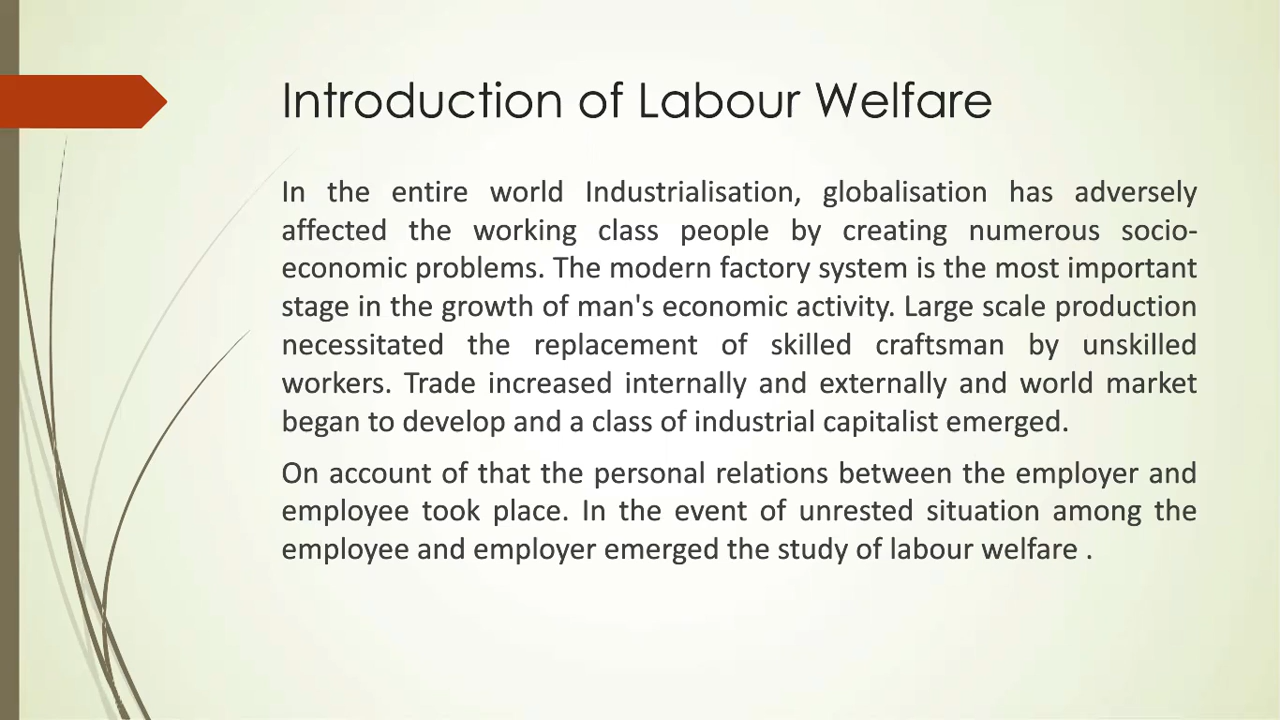 Introduction of Labour Welfare
In the entire world Industrialisation, globalisation has adversely
affected the working class people by creating numerous socio-
economic problems. The modern factory system is the most important
stage in the growth of man's economic activity. Large scale production
necessitated the replacement of skilled craftsman by unskilled
workers. Trade increased internally and externally and world market
began to develop and a class of industrial capitalist emerged.
On account of that the personal relations between the employer and
employee took place. In the event of unrested situation among the
employee and employer emerged the study of labour welfare .